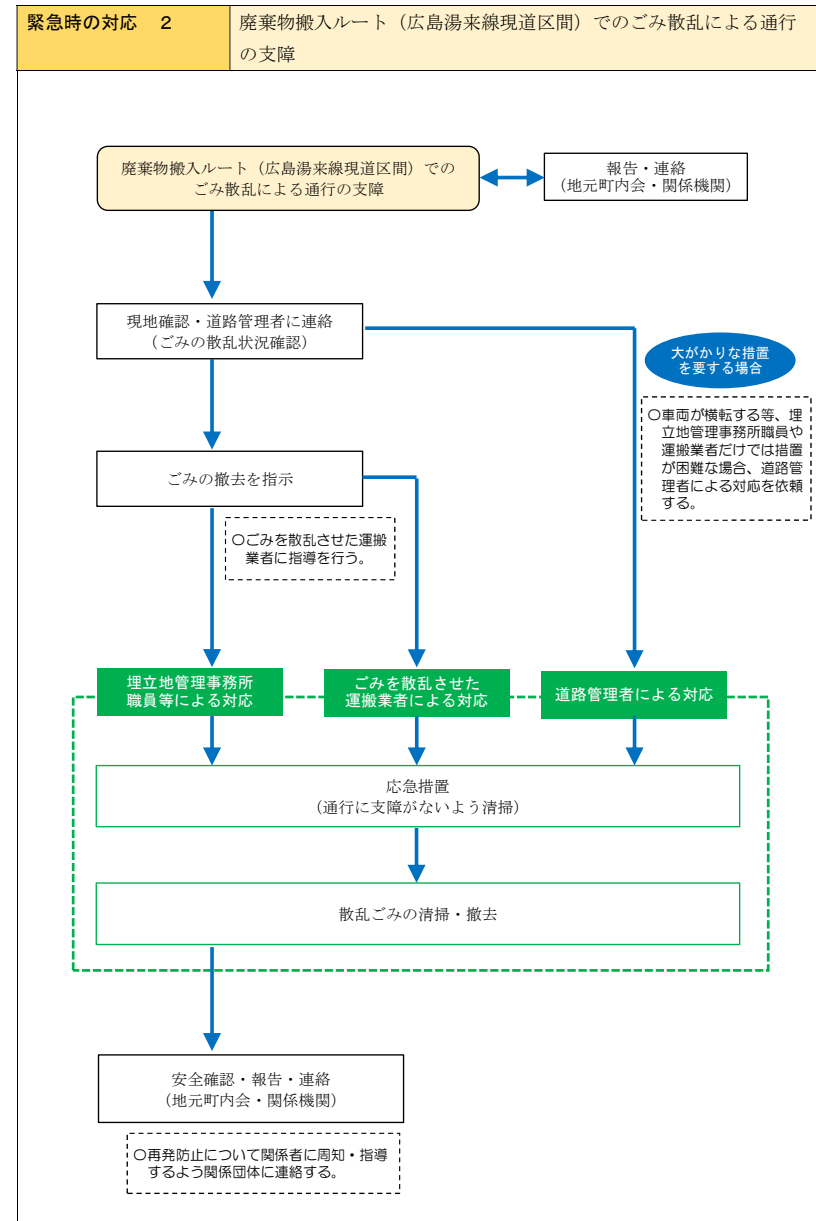 緊急時の対応　2
廃棄物搬入ルート（広島湯来線現道区間）でのごみ散乱による通行
の支障
廃棄物搬入ルート（広島湯来線現道区間）での
ごみ散乱による通行の支障
報告・連絡
（地元町内会・関係機関）
現地確認・道路管理者に連絡
（ごみの散乱状況確認）
大がかりな措置
を要する場合
○車両が横転する等、埋
立地管理事務所職員や
運搬業者だけでは措置
が困難な場合、道路管
理者による対応を依頼
する。
ごみの撤去を指示
○ごみを散乱させた運搬
業者に指導を行う。
埋立地管理事務所
職員等による対応
ごみを散乱させた
運搬業者による対応
道路管理者による対応
応急措置
（通行に支障がないよう清掃）
散乱ごみの清掃・撤去
安全確認・報告・連絡
（地元町内会・関係機関）
○再発防止について関係者に周知・指導
するよう関係団体に連絡する。